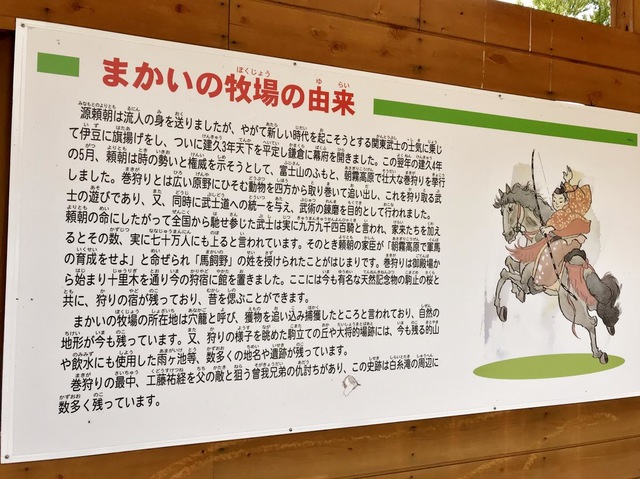 まかいの牧場の由来
源頼朝は流人の身を送りましたが、やがて新しい時代を起こそうとする関東武士の士気に乗じ
て伊豆に旗揚げをし、ついに建久3年天下を平定し鎌倉に幕府を開きました。この翌年の建久4年
の5月、頼朝は時の勢いと権威を示そうとして、富士山のふもと、朝霧高原で壮大な巻狩りを挙行
しました。巻狩りとは広い原野にひそむ動物を四方から取り巻いて追い出し、これを狩り取る武
士の遊びであり、又、同時に武士道への統一を与え、武術の錬磨を目的として行われました。
頼朝の命にしたがって全国から馳せ参じた武士は実に九万九千四百騎と言われ、家来たちを加え
るとその数、実に七十万人にも上ると言われています。そのとき頼朝の家臣が「朝霧高原で軍馬
の育成をせよ」と命ぜられ「馬飼野」の姓を授けられたことがはじまりです。巻狩りは御殿場か
ら始まり十里木を通り今の狩宿に館を置きました。ここには今も有名な天然記念物の駒止の桜と
共に、狩りの宿が残っており、昔を偲ぶことができます。
まかいの牧場の所在地は穴籠と呼び、獲物を追い込み捕獲したところと言われており、自然の
地形が今も残っています。又、狩りの様子を眺めた駒立ての丘や大将的場跡には、今も残る的山
や飲水にも使用した雨ヶ池等、数多くの地名や遺跡が残っています。
巻狩りの最中、工藤祐経を父の敵と狙う曽我兄弟の仇討ちがあり、この史跡は白糸滝の周辺に
数多く残っています。